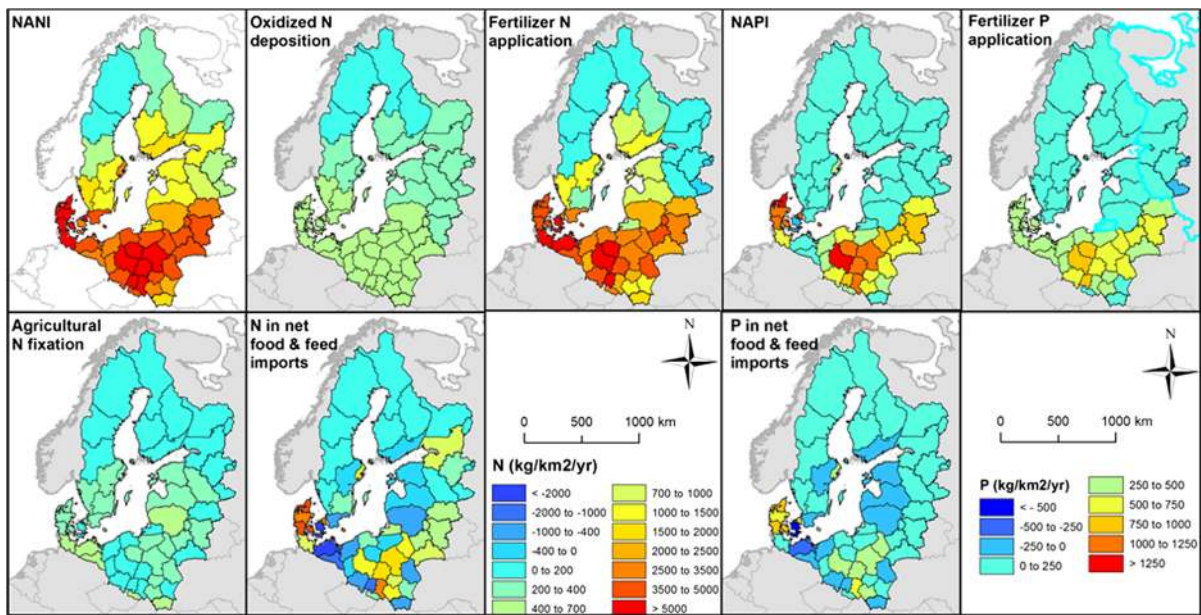 NANI
Oxidized N
deposition
Fertilizer N
application
NAPI
Fertilizer P
application
Agricultural
N fixation
N in net
food & feed
imports
N
0 500 1000 km
N (kg/km2/yr)
< -2000
-2000 to -1000
-1000 to -400
-400 to 0
0 to 200
200 to 400
400 to 700
700 to 1000
1000 to 1500
1500 to 2000
2000 to 2500
2500 to 3500
3500 to 5000
> 5000
P in net
food & feed
imports
N
0 500 1000 km
P (kg/km2/yr)
< - 500
-500 to -250
-250 to 0
0 to 250
250 to 500
500 to 750
750 to 1000
1000 to 1250
> 1250